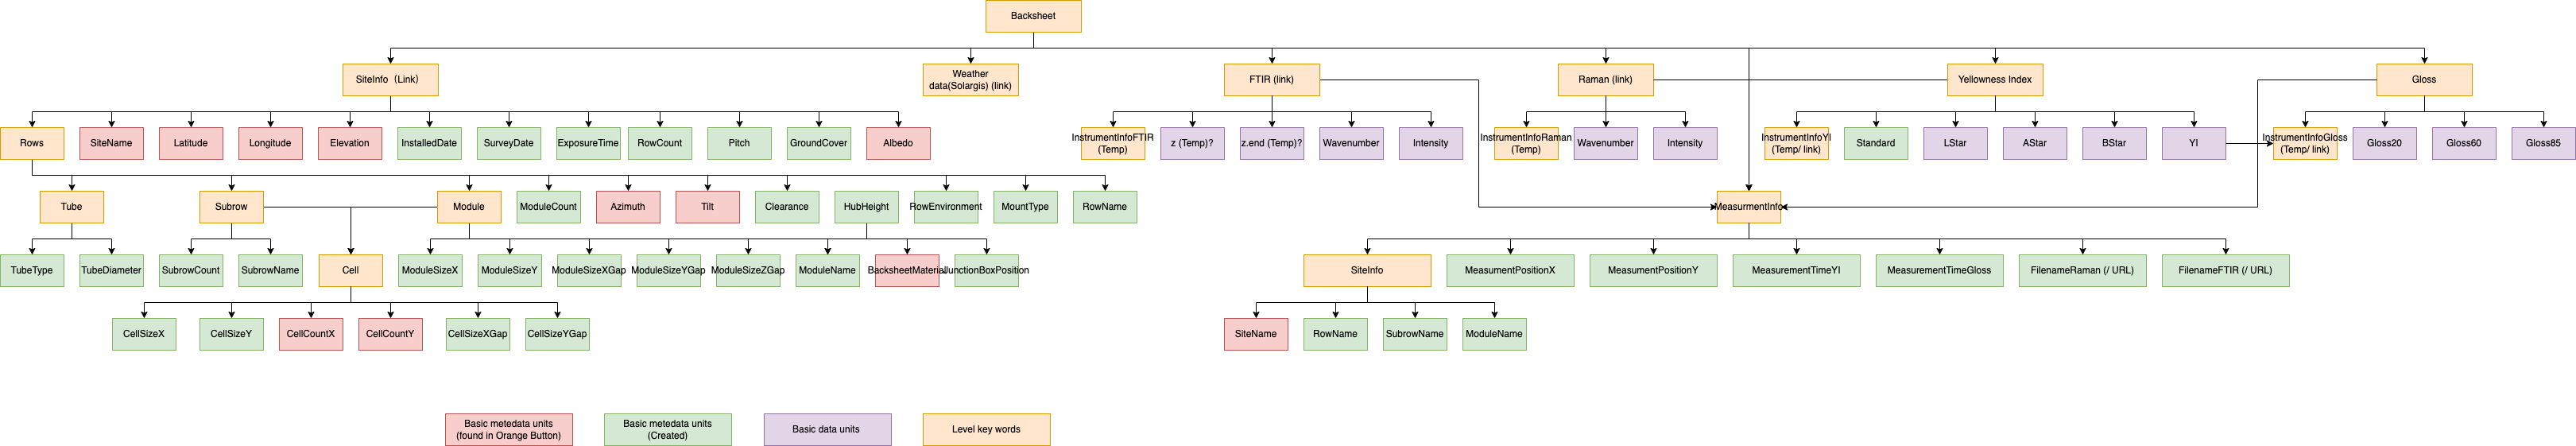 Backsheet
SiteInfo (Link)
Weather
data(Solargis) (link)
FTIR (link)
Raman (link)
Yellowness Index
Gloss
Rows
SiteName
Latitude
Longitude
Elevation
InstalledDate
SurveyDate
ExposureTime
RowCount
Pitch
GroundCover
Albedo
InstrumentInfoFTIR
(Temp)
z (Temp)?
z.end (Temp)?
Wavenumber
Intensity
InstrumentInfoRaman
(Temp)
Wavenumber
Intensity
InstrumentInfoYI
(Temp/ link)
Standard
LStar
AStar
BStar
YI
InstrumentInfoGloss
(Temp/ link)
Gloss20
Gloss60
Gloss85
Tube
Subrow
Module
ModuleCount
Azimuth
Tilt
Clearance
HubHeight
RowEnvironment
MountType
RowName
MeasurmentInfo
TubeType
TubeDiameter
SubrowCount
SubrowName
Cell
ModuleSizeX
ModuleSizeY
ModuleSizeXGap
ModuleSizeYGap
ModuleSizeZGap
ModuleName
BacksheetMaterial
JunctionBoxPosition
SiteInfo
MeasumentPositionX
MeasumentPositionY
MeasurementTimeYI
MeasurementTimeGloss
FilenameRaman (/ URL)
FilenameFTIR (/ URL)
CellSizeX
CellSizeY
CellCountX
CellCountY
CellSizeXGap
CellSizeYGap
SiteName
RowName
SubrowName
ModuleName
Basic metedata units
(found in Orange Button)
Basic metedata units
(Created)
Basic data units
Level key words